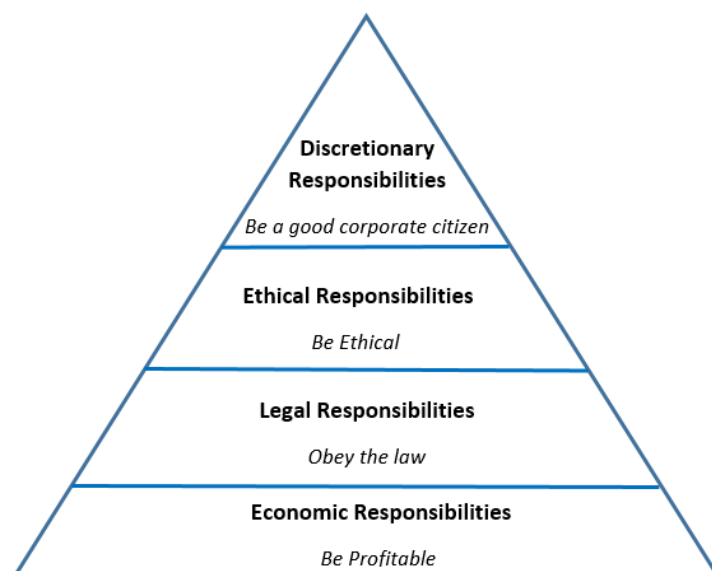 Discretionary
Responsibilities
Be a good corporate citizen
Ethical Responsibilities
Be Ethical
Legal Responsibilities
Obey the law
Economic Responsibilities
Be Profitable